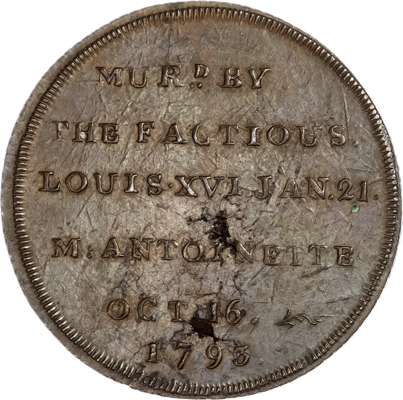 MURᴰ. BY
THE FACTIOUS.
LOUIS·XVI.JAN.21.
M: ANTOINETTE
OCT. 16.
1793